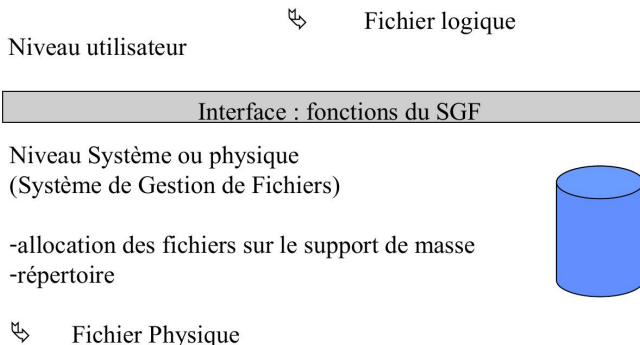 Fichier logique
Niveau utilisateur
Interface : fonctions du SGF
Niveau Système ou physique
(Système de Gestion de Fichiers)
-allocation des fichiers sur le support de masse
-répertoire
Fichier Physique